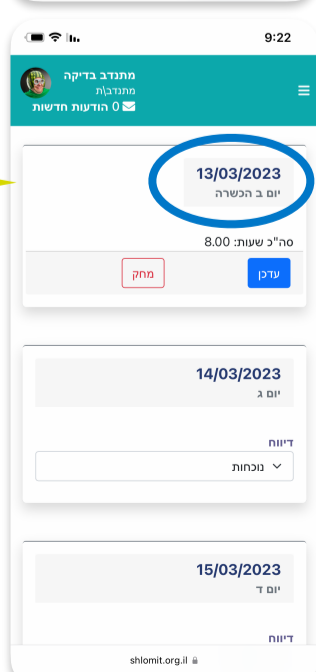 9:22
מתנדב בדיקה
מתנדב\ת
0 הודעות חדשות
13/03/2023
יום ב הכשרה
סה"כ שעות: 8.00
עדכן
מחק
14/03/2023
יום ג
דיווח
נוכחות
15/03/2023
יום ד
דיווח
shlomit.org.il